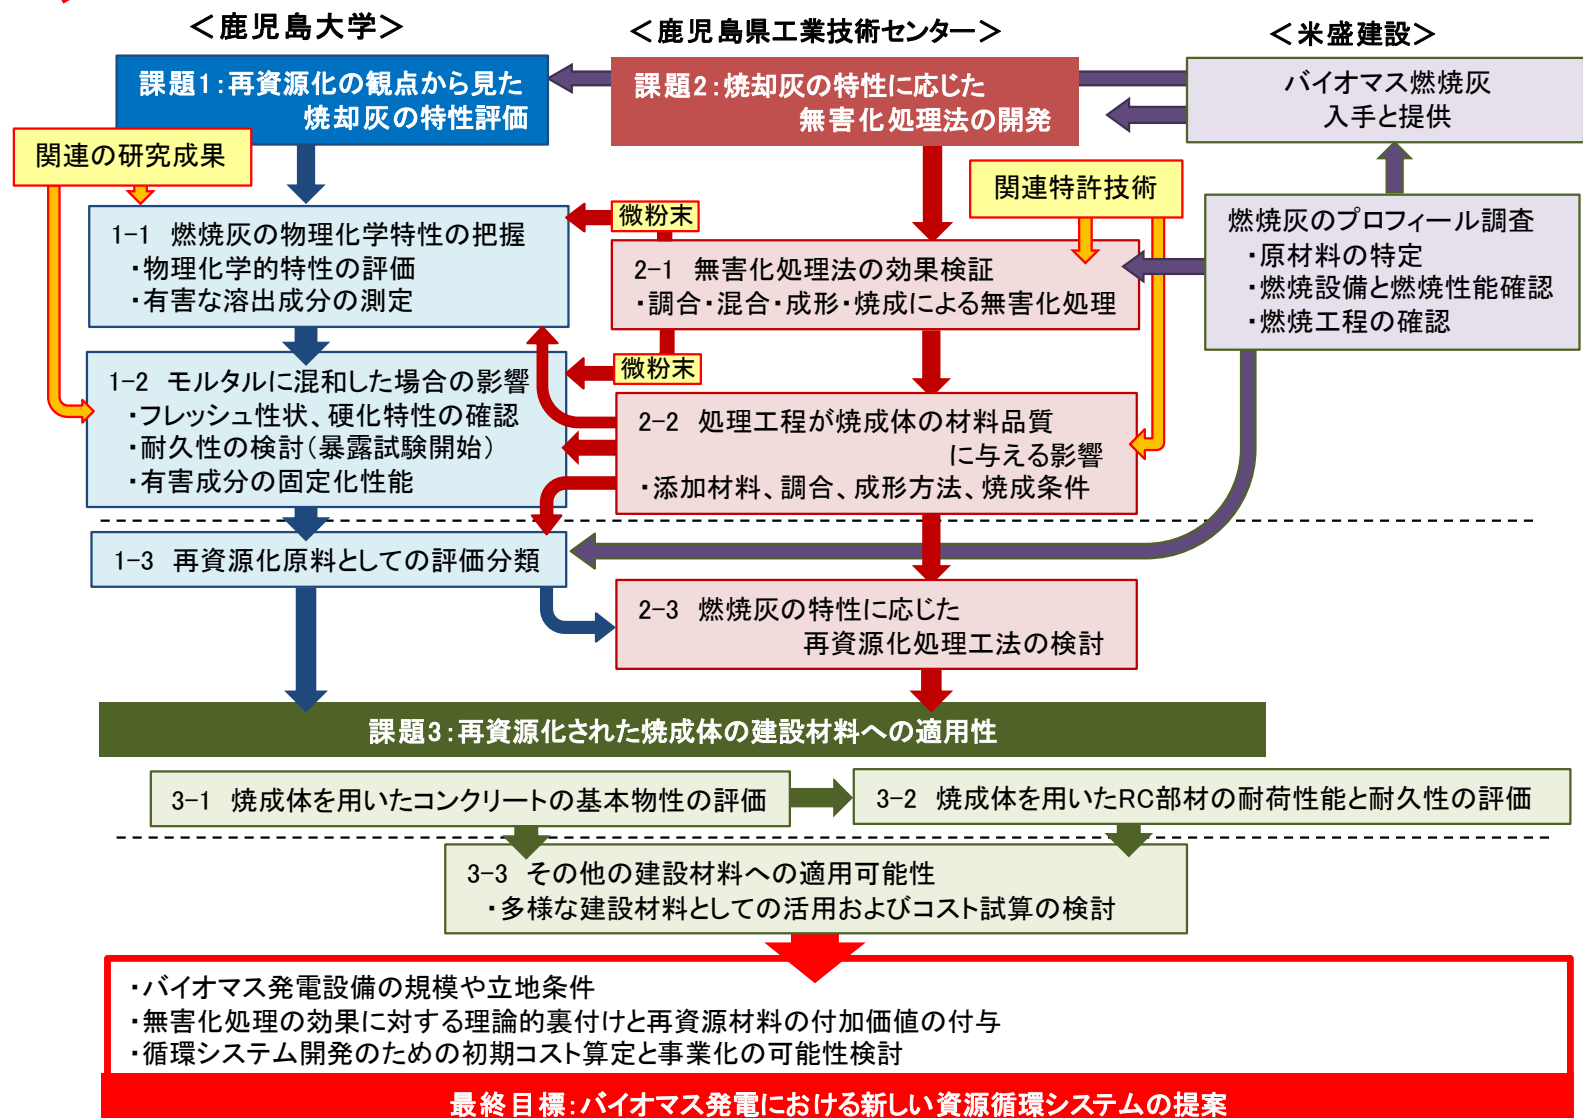 ＜鹿児島大学＞
＜鹿児島県工業技術センター＞
＜米盛建設＞
課題1：再資源化の観点から見た
焼却灰の特性評価
課題2：焼却灰の特性に応じた
無害化処理法の開発
バイオマス燃焼灰
入手と提供
関連の研究成果
関連特許技術
微粉末
1-1 燃焼灰の物理化学特性の把握
・物理化学的特性の評価
・有害な溶出成分の測定
2-1 無害化処理法の効果検証
・調合・混合・成形・焼成による無害化処理
燃焼灰のプロフィール調査
・原材料の特定
・燃焼設備と燃焼性能確認
・燃焼工程の確認
微粉末
1-2 モルタルに混和した場合の影響
・フレッシュ性状、硬化特性の確認
・耐久性の検討（暴露試験開始）
・有害成分の固定化性能
2-2 処理工程が焼成体の材料品質
に与える影響
・添加材料、調合、成形方法、焼成条件
1-3 再資源化原料としての評価分類
2-3 燃焼灰の特性に応じた
再資源化処理工法の検討
課題3：再資源化された焼成体の建設材料への適用性
3-1 焼成体を用いたコンクリートの基本物性の評価
3-2 焼成体を用いたRC部材の耐荷性能と耐久性の評価
3-3 その他の建設材料への適用可能性
・多様な建設材料としての活用およびコスト試算の検討
・バイオマス発電設備の規模や立地条件
・無害化処理の効果に対する理論的裏付けと再資源材料の付加価値の付与
・循環システム開発のための初期コスト算定と事業化の可能性検討
最終目標：バイオマス発電における新しい資源循環システムの提案